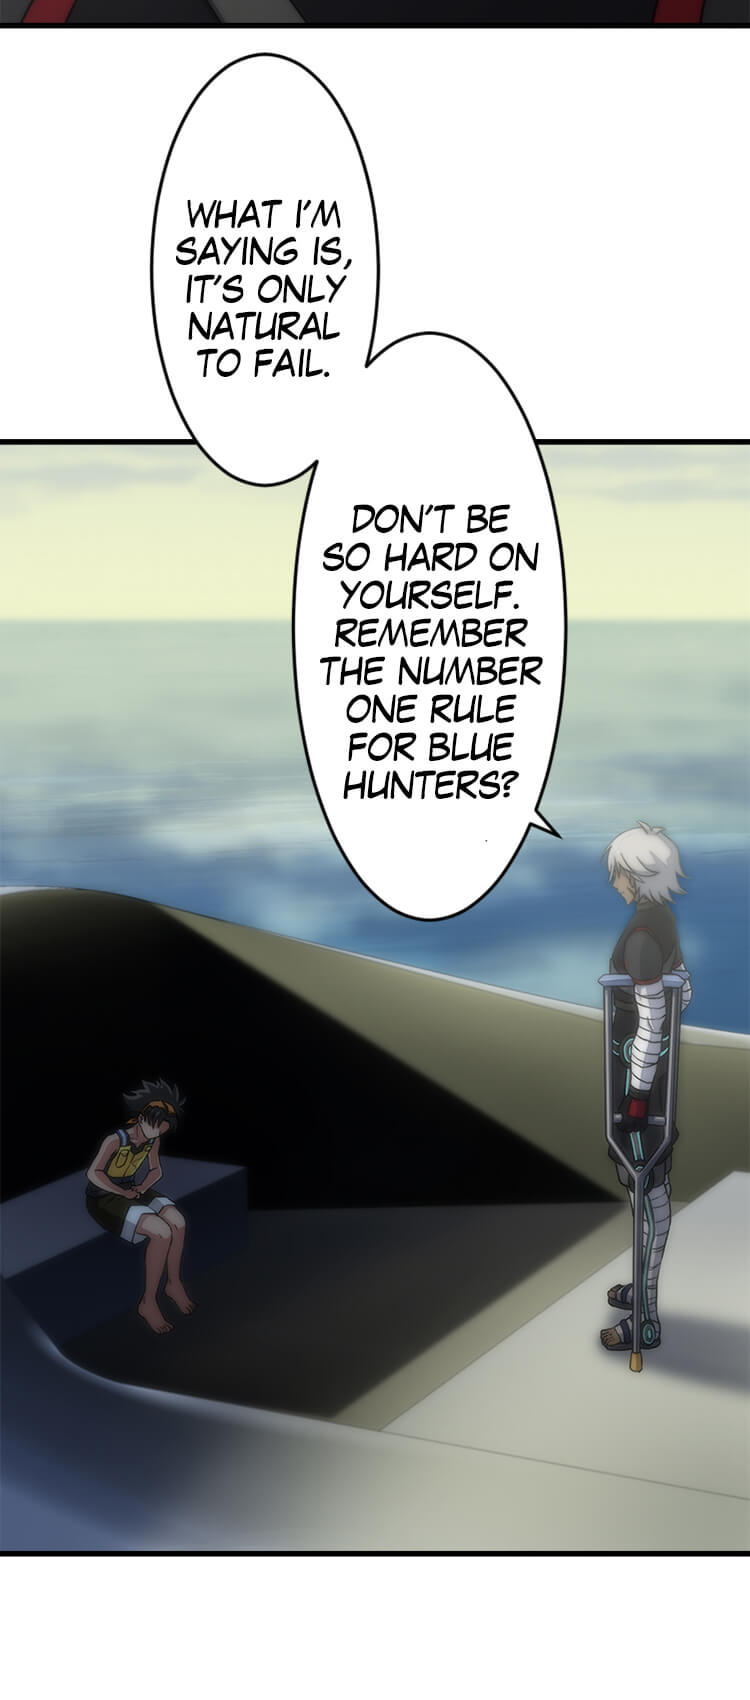 WHAT I'M
SAYING IS,
IT'S ONLY
NATURAL
TO FAIL.
DON'T BE
SO HARD ON
YOURSELF.
REMEMBER
THE NUMBER
ONE RULE
FOR BLUE
HUNTERS?